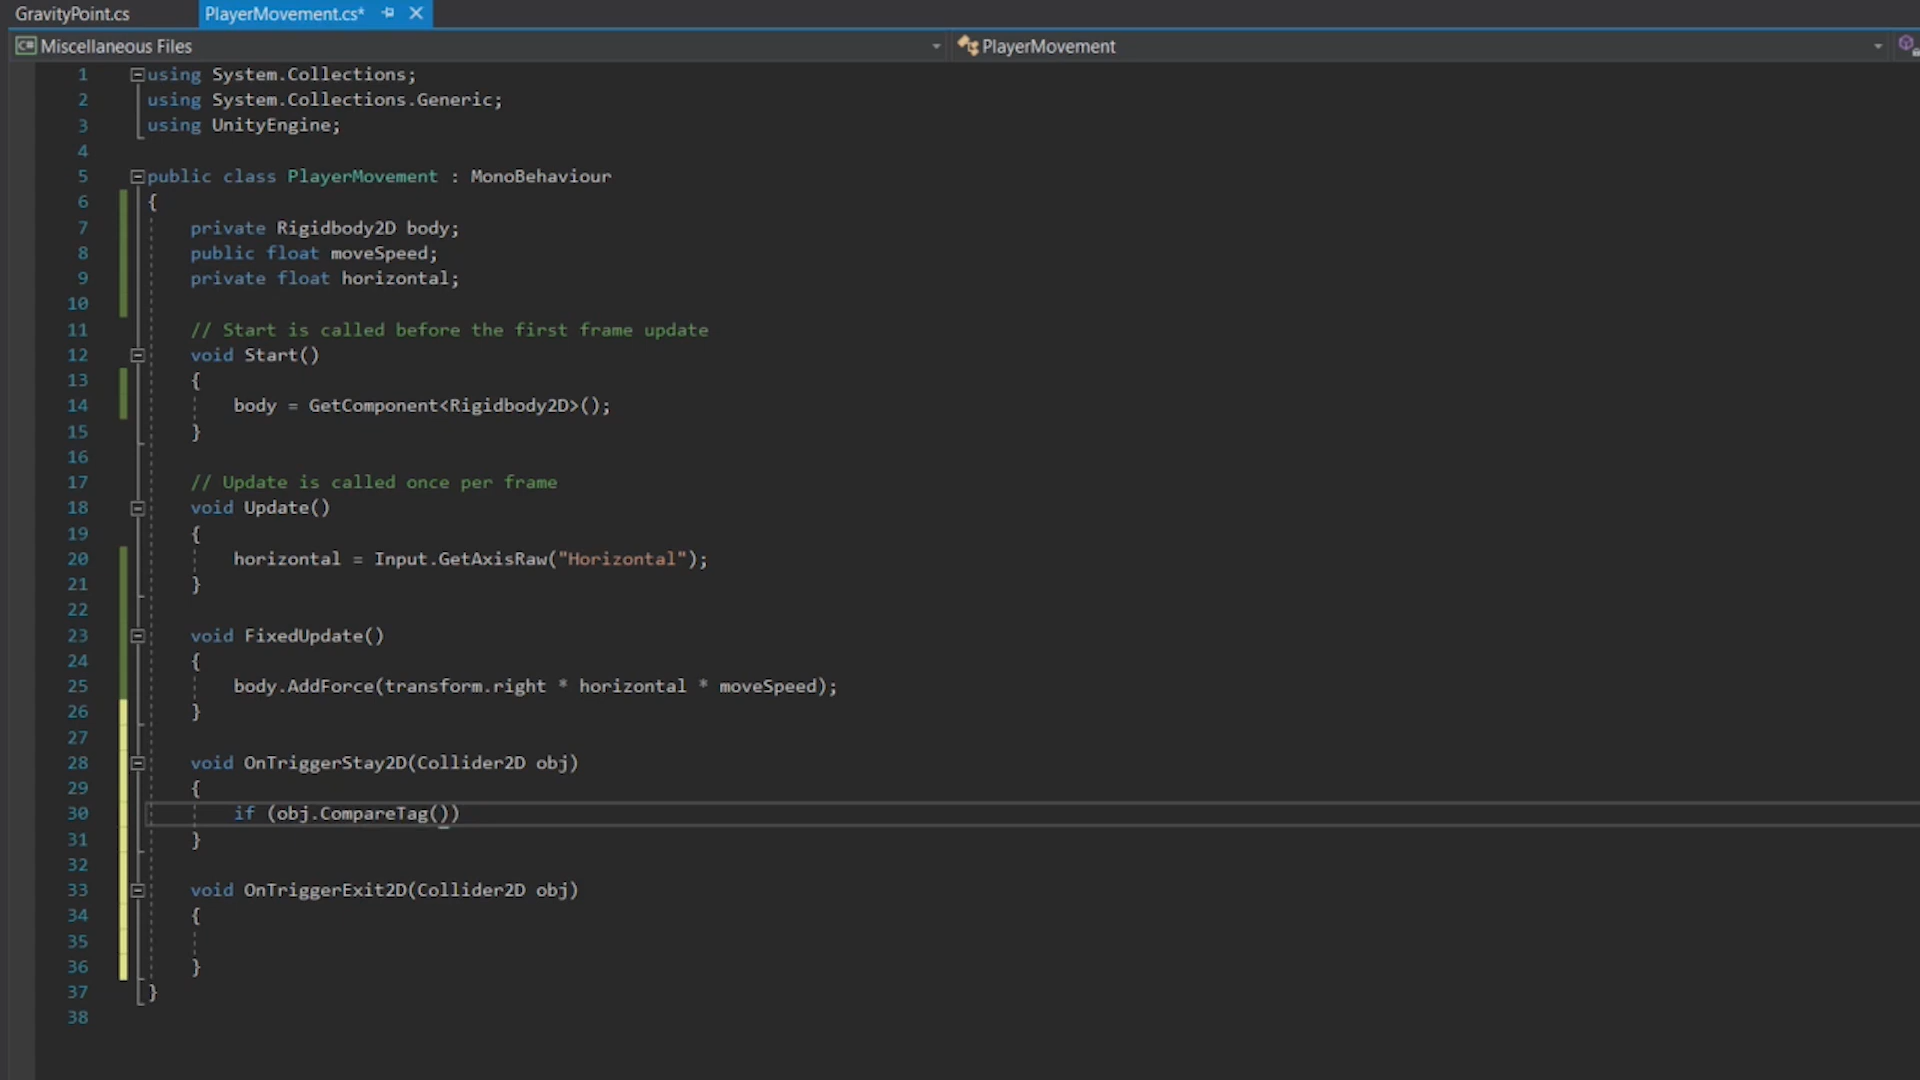 GravityPoint.cs PlayerMovement.cs*
Miscellaneous Files PlayerMovement
1 using System.Collections;
2 using System.Collections.Generic;
3 using UnityEngine;
4
5 public class PlayerMovement : MonoBehaviour
6 {
7 private Rigidbody2D body;
8 public float moveSpeed;
9 private float horizontal;
10
11 // Start is called before the first frame update
12 void Start()
13 {
14 body = GetComponent<Rigidbody2D>();
15 }
16
17 // Update is called once per frame
18 void Update()
19 {
20 horizontal = Input.GetAxisRaw("Horizontal");
21 }
22
23 void FixedUpdate()
24 {
25 body.AddForce(transform.right * horizontal * moveSpeed);
26 }
27
28 void OnTriggerStay2D(Collider2D obj)
29 {
30 if (obj.CompareTag())
31 }
32
33 void OnTriggerExit2D(Collider2D obj)
34 {
35
36 }
37 }
38